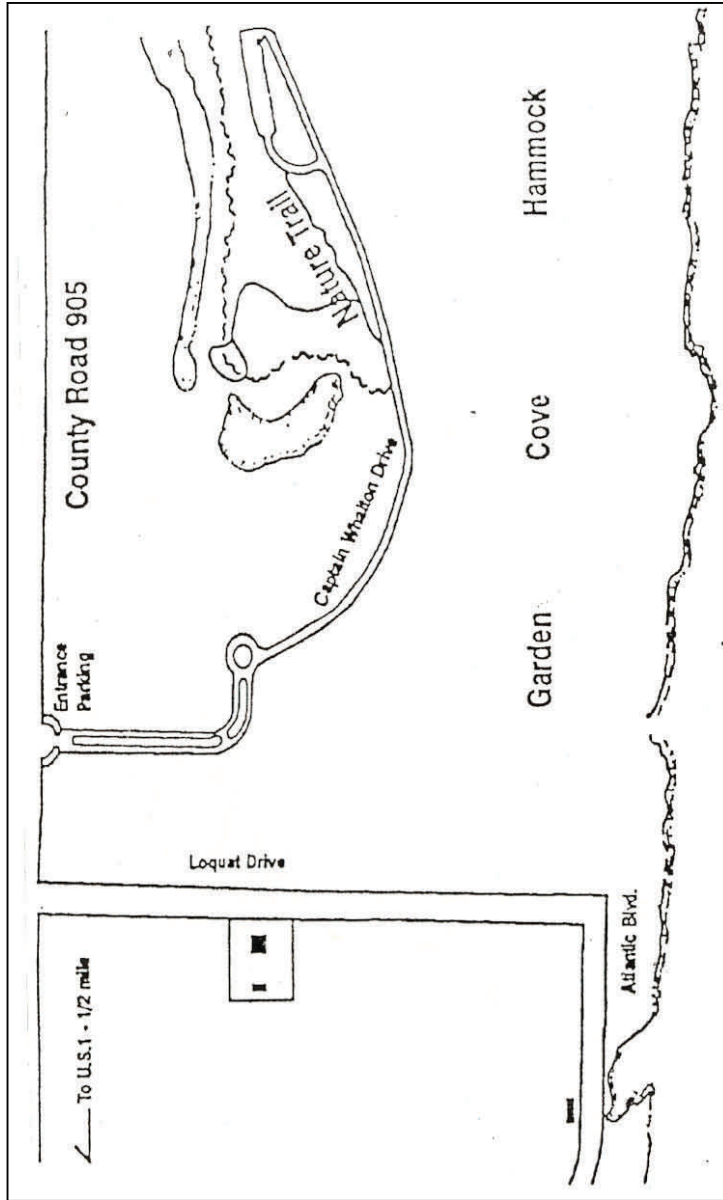 County Road 905
To U.S.1 - 1/2 mile
Entrance
Parking
Nature Trail
Captain Whalton Drive
Loquat Drive
Garden Cove Hammock
Atlantic Blvd.